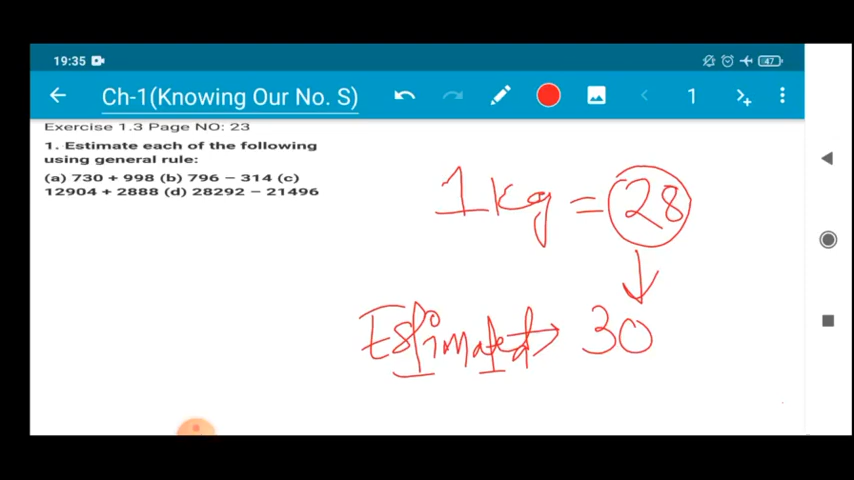 19:35
47
Ch-1(Knowing Our No. S)
1
Exercise 1.3 Page NO: 23
1. Estimate each of the following
using general rule:
(a) 730 + 998 (b) 796 − 314 (c)
12904 + 2888 (d) 28292 − 21496
1kg = 28
Estimated 30